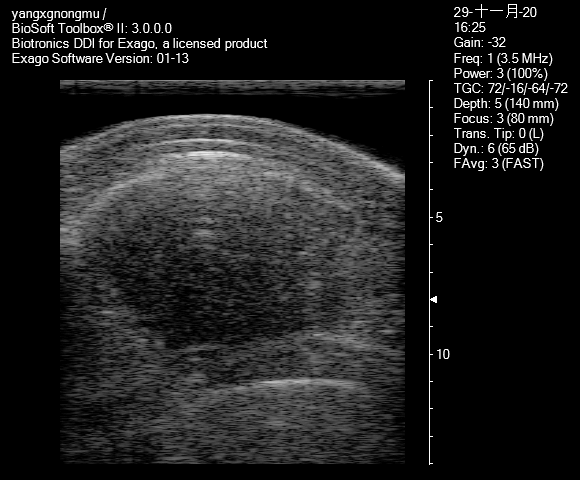 yangxgnongmu /
BioSoft Toolbox® II: 3.0.0.0
Biotronics DDI for Exago, a licensed product
Exago Software Version: 01-13
29-十一月-20
16:25
Gain: -32
Freq: 1 (3.5 MHz)
Power: 3 (100%)
TGC: 72/-16/-64/-72
Depth: 5 (140 mm)
Focus: 3 (80 mm)
Trans. Tip: 0 (L)
Dyn.: 6 (65 dB)
FAvg: 3 (FAST)
5
10